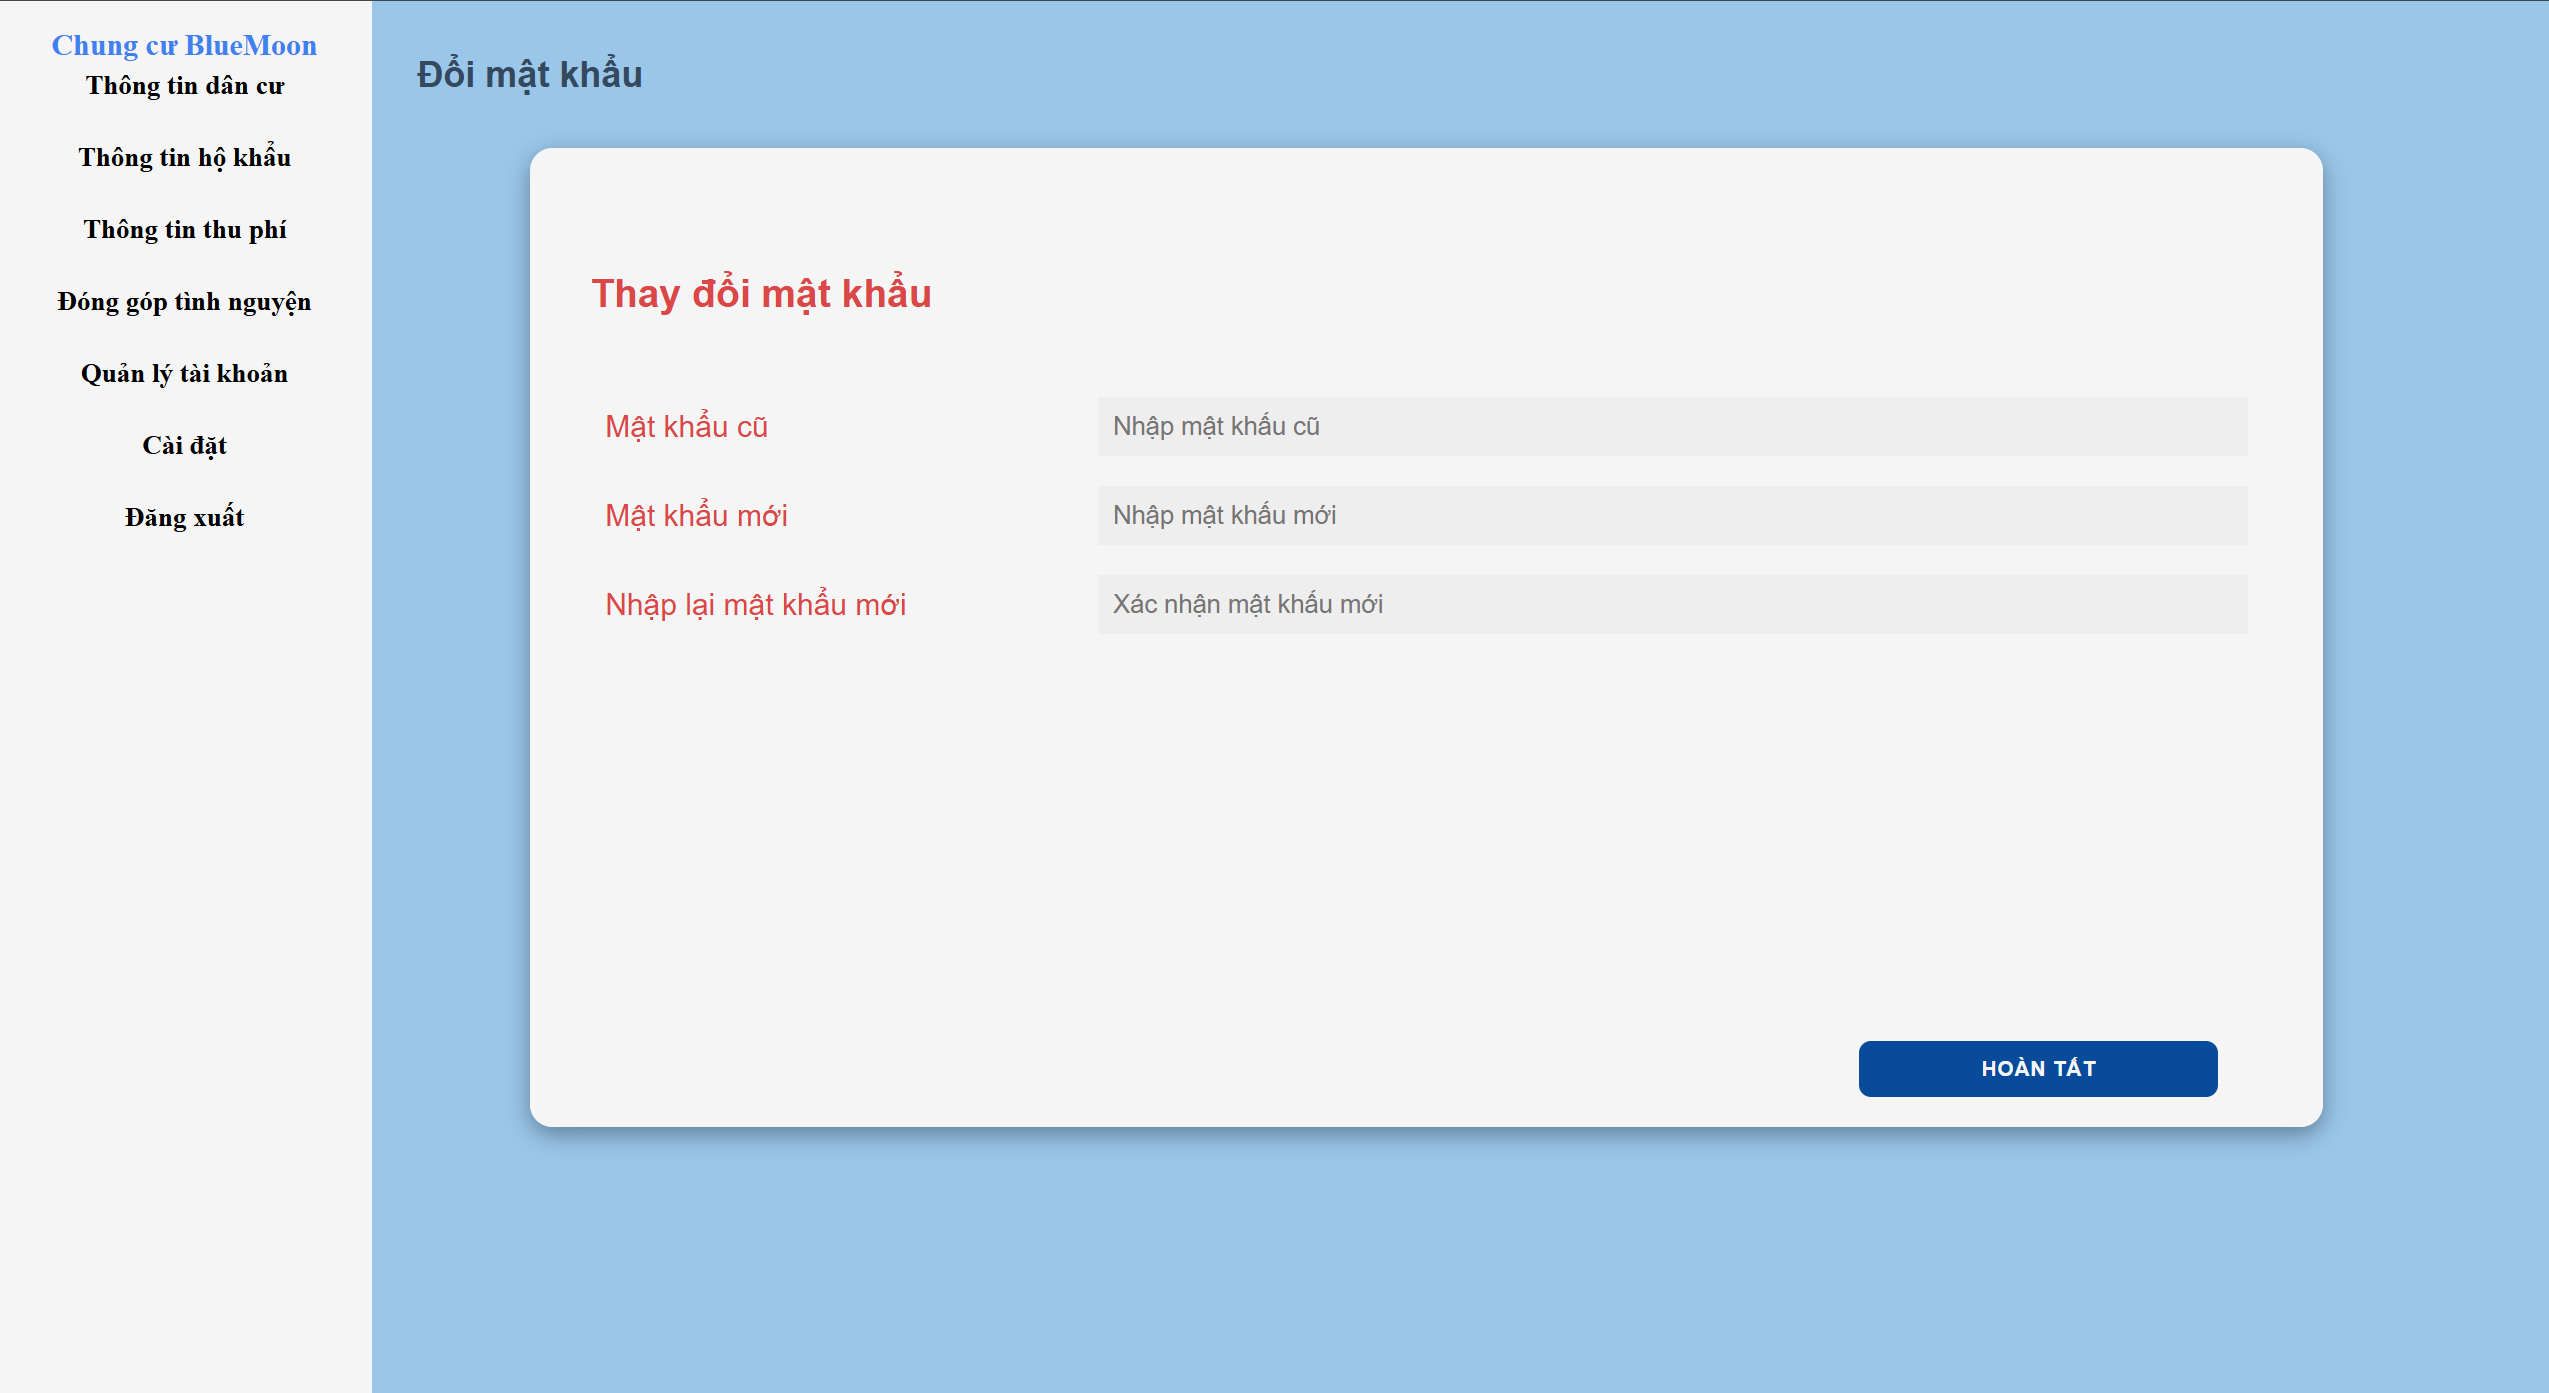 Chung cư BlueMoon
Thông tin dân cư
Thông tin hộ khẩu
Thông tin thu phí
Đóng góp tình nguyện
Quản lý tài khoản
Cài đặt
Đăng xuất
Đổi mật khẩu
Thay đổi mật khẩu
Mật khẩu cũ
Nhập mật khẩu cũ
Mật khẩu mới
Nhập mật khẩu mới
Nhập lại mật khẩu mới
Xác nhận mật khẩu mới
HOÀN TẤT